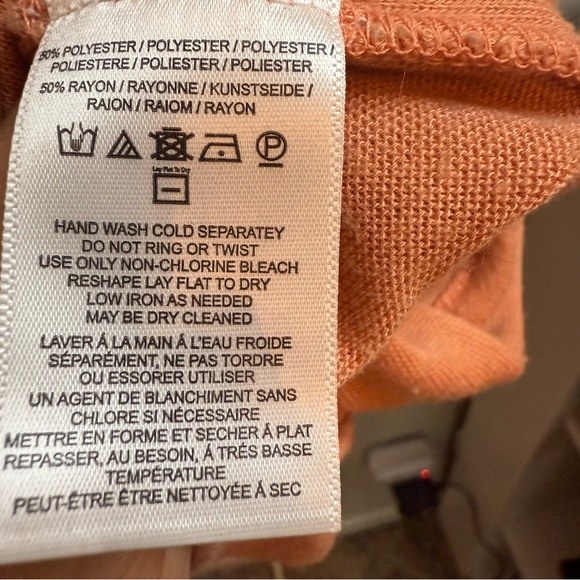 50% POLYESTER / POLYESTER / POLYESTER /
POLIESTERE / POLIESTER / POLIESTER
50% RAYON / RAYONNE / KUNSTSEIDE /
RAION / RAIOM / RAYON
P
Lay Flat To Dry
HAND WASH COLD SEPARATEY
DO NOT RING OR TWIST
USE ONLY NON-CHLORINE BLEACH
RESHAPE LAY FLAT TO DRY
LOW IRON AS NEEDED
MAY BE DRY CLEANED
LAVER Á LA MAIN Á L'EAU FROIDE
SÉPARÉMENT, NE PAS TORDRE
OU ESSORER UTILISER
UN AGENT DE BLANCHIMENT SANS
CHLORE SI NÉCESSAIRE
METTRE EN FORME ET SECHER Á PLAT
REPASSER, AU BESOIN, Á TRÈS BASSE
TEMPÉRATURE
PEUT-ÊTRE ÊTRE NETTOYÉE Á SEC